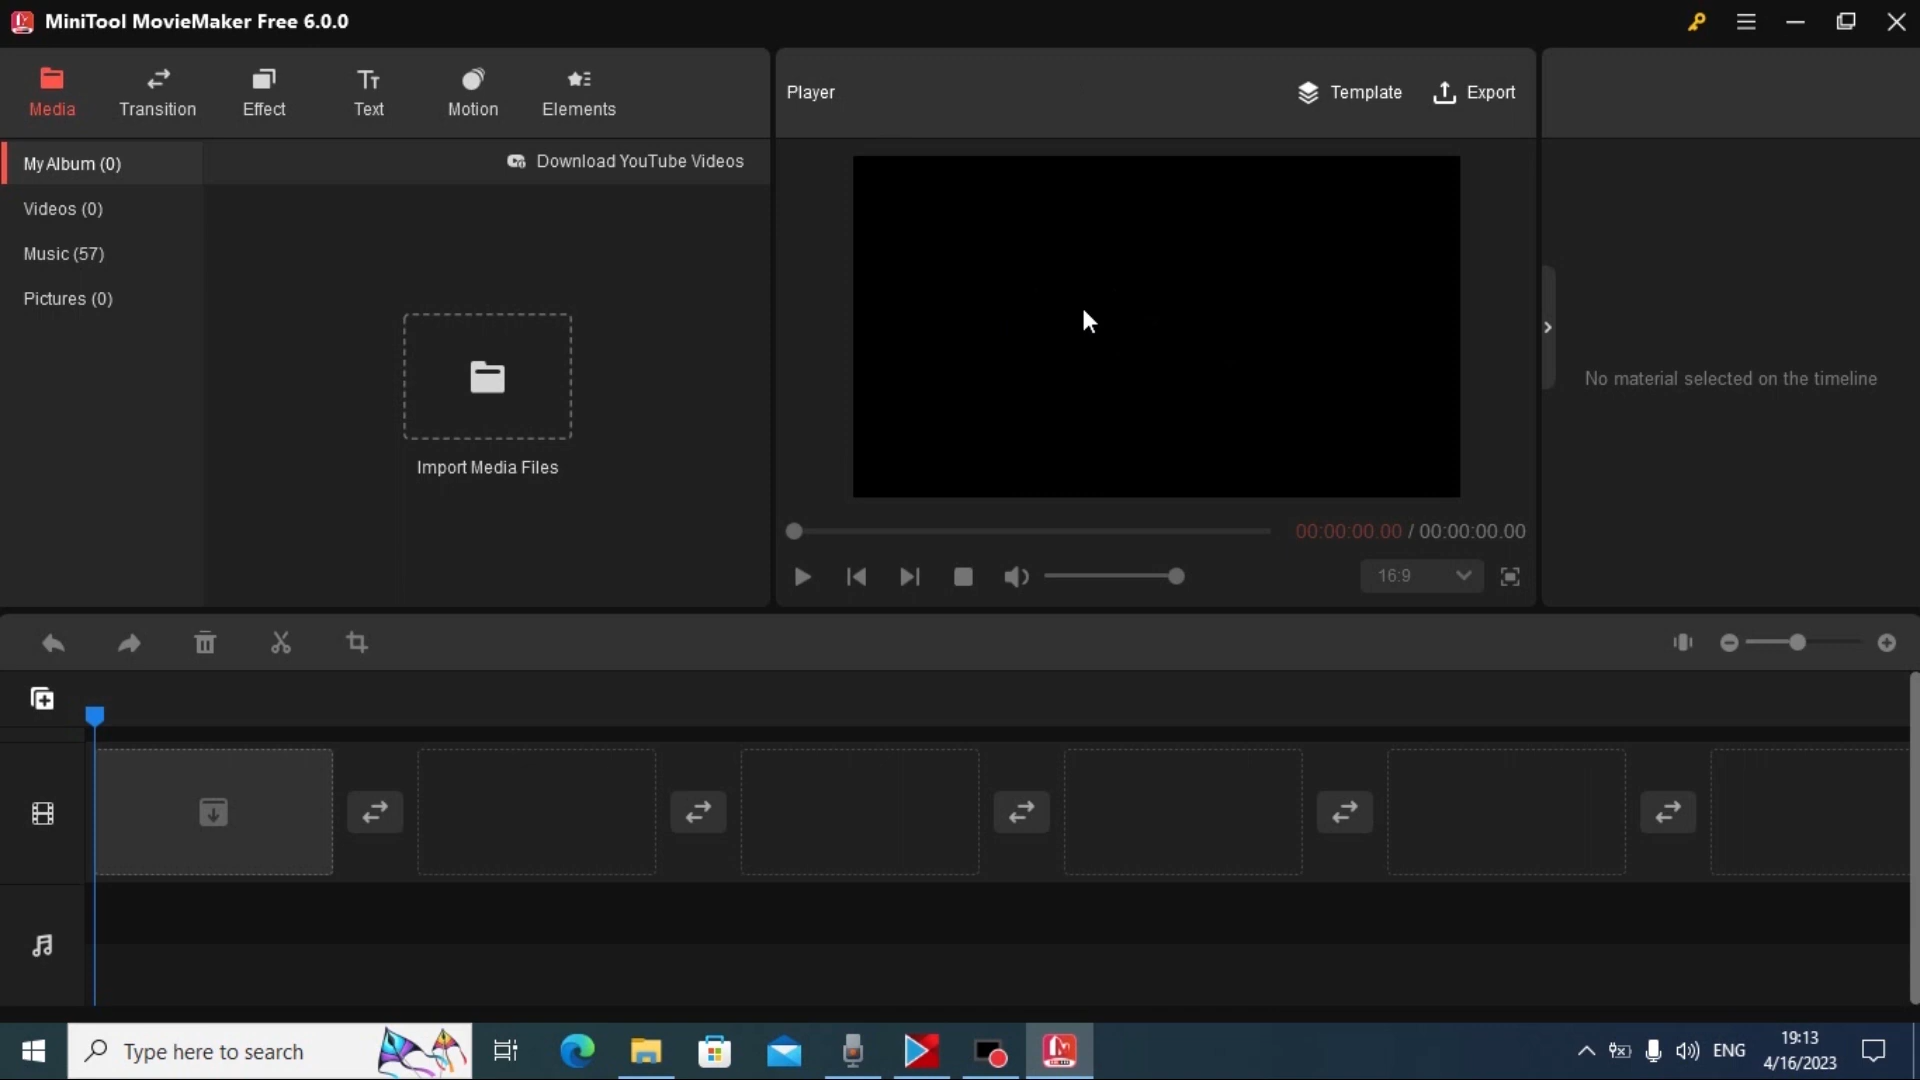 MiniTool MovieMaker Free 6.0.0
Media
Transition
Effect
Text
Motion
Elements
Player
Template
Export
My Album (0)
Download YouTube Videos
Videos (0)
Music (57)
Pictures (0)
Import Media Files
No material selected on the timeline
00:00:00.00 / 00:00:00.00
16:9
Type here to search
ENG
19:13
4/16/2023